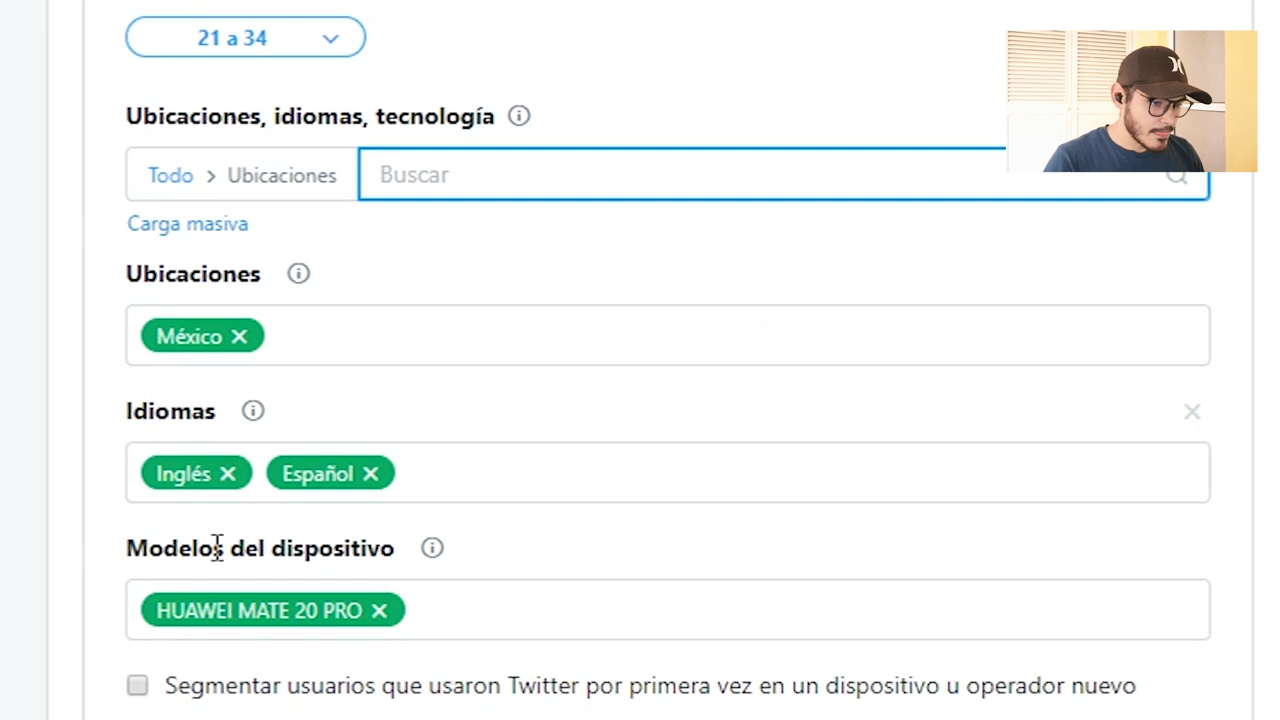 21 a 34
Ubicaciones, idiomas, tecnología
Todo > Ubicaciones Buscar
Carga masiva
Ubicaciones
México
Idiomas
Inglés Español
Modelos del dispositivo
HUAWEI MATE 20 PRO
Segmentar usuarios que usaron Twitter por primera vez en un dispositivo u operador nuevo